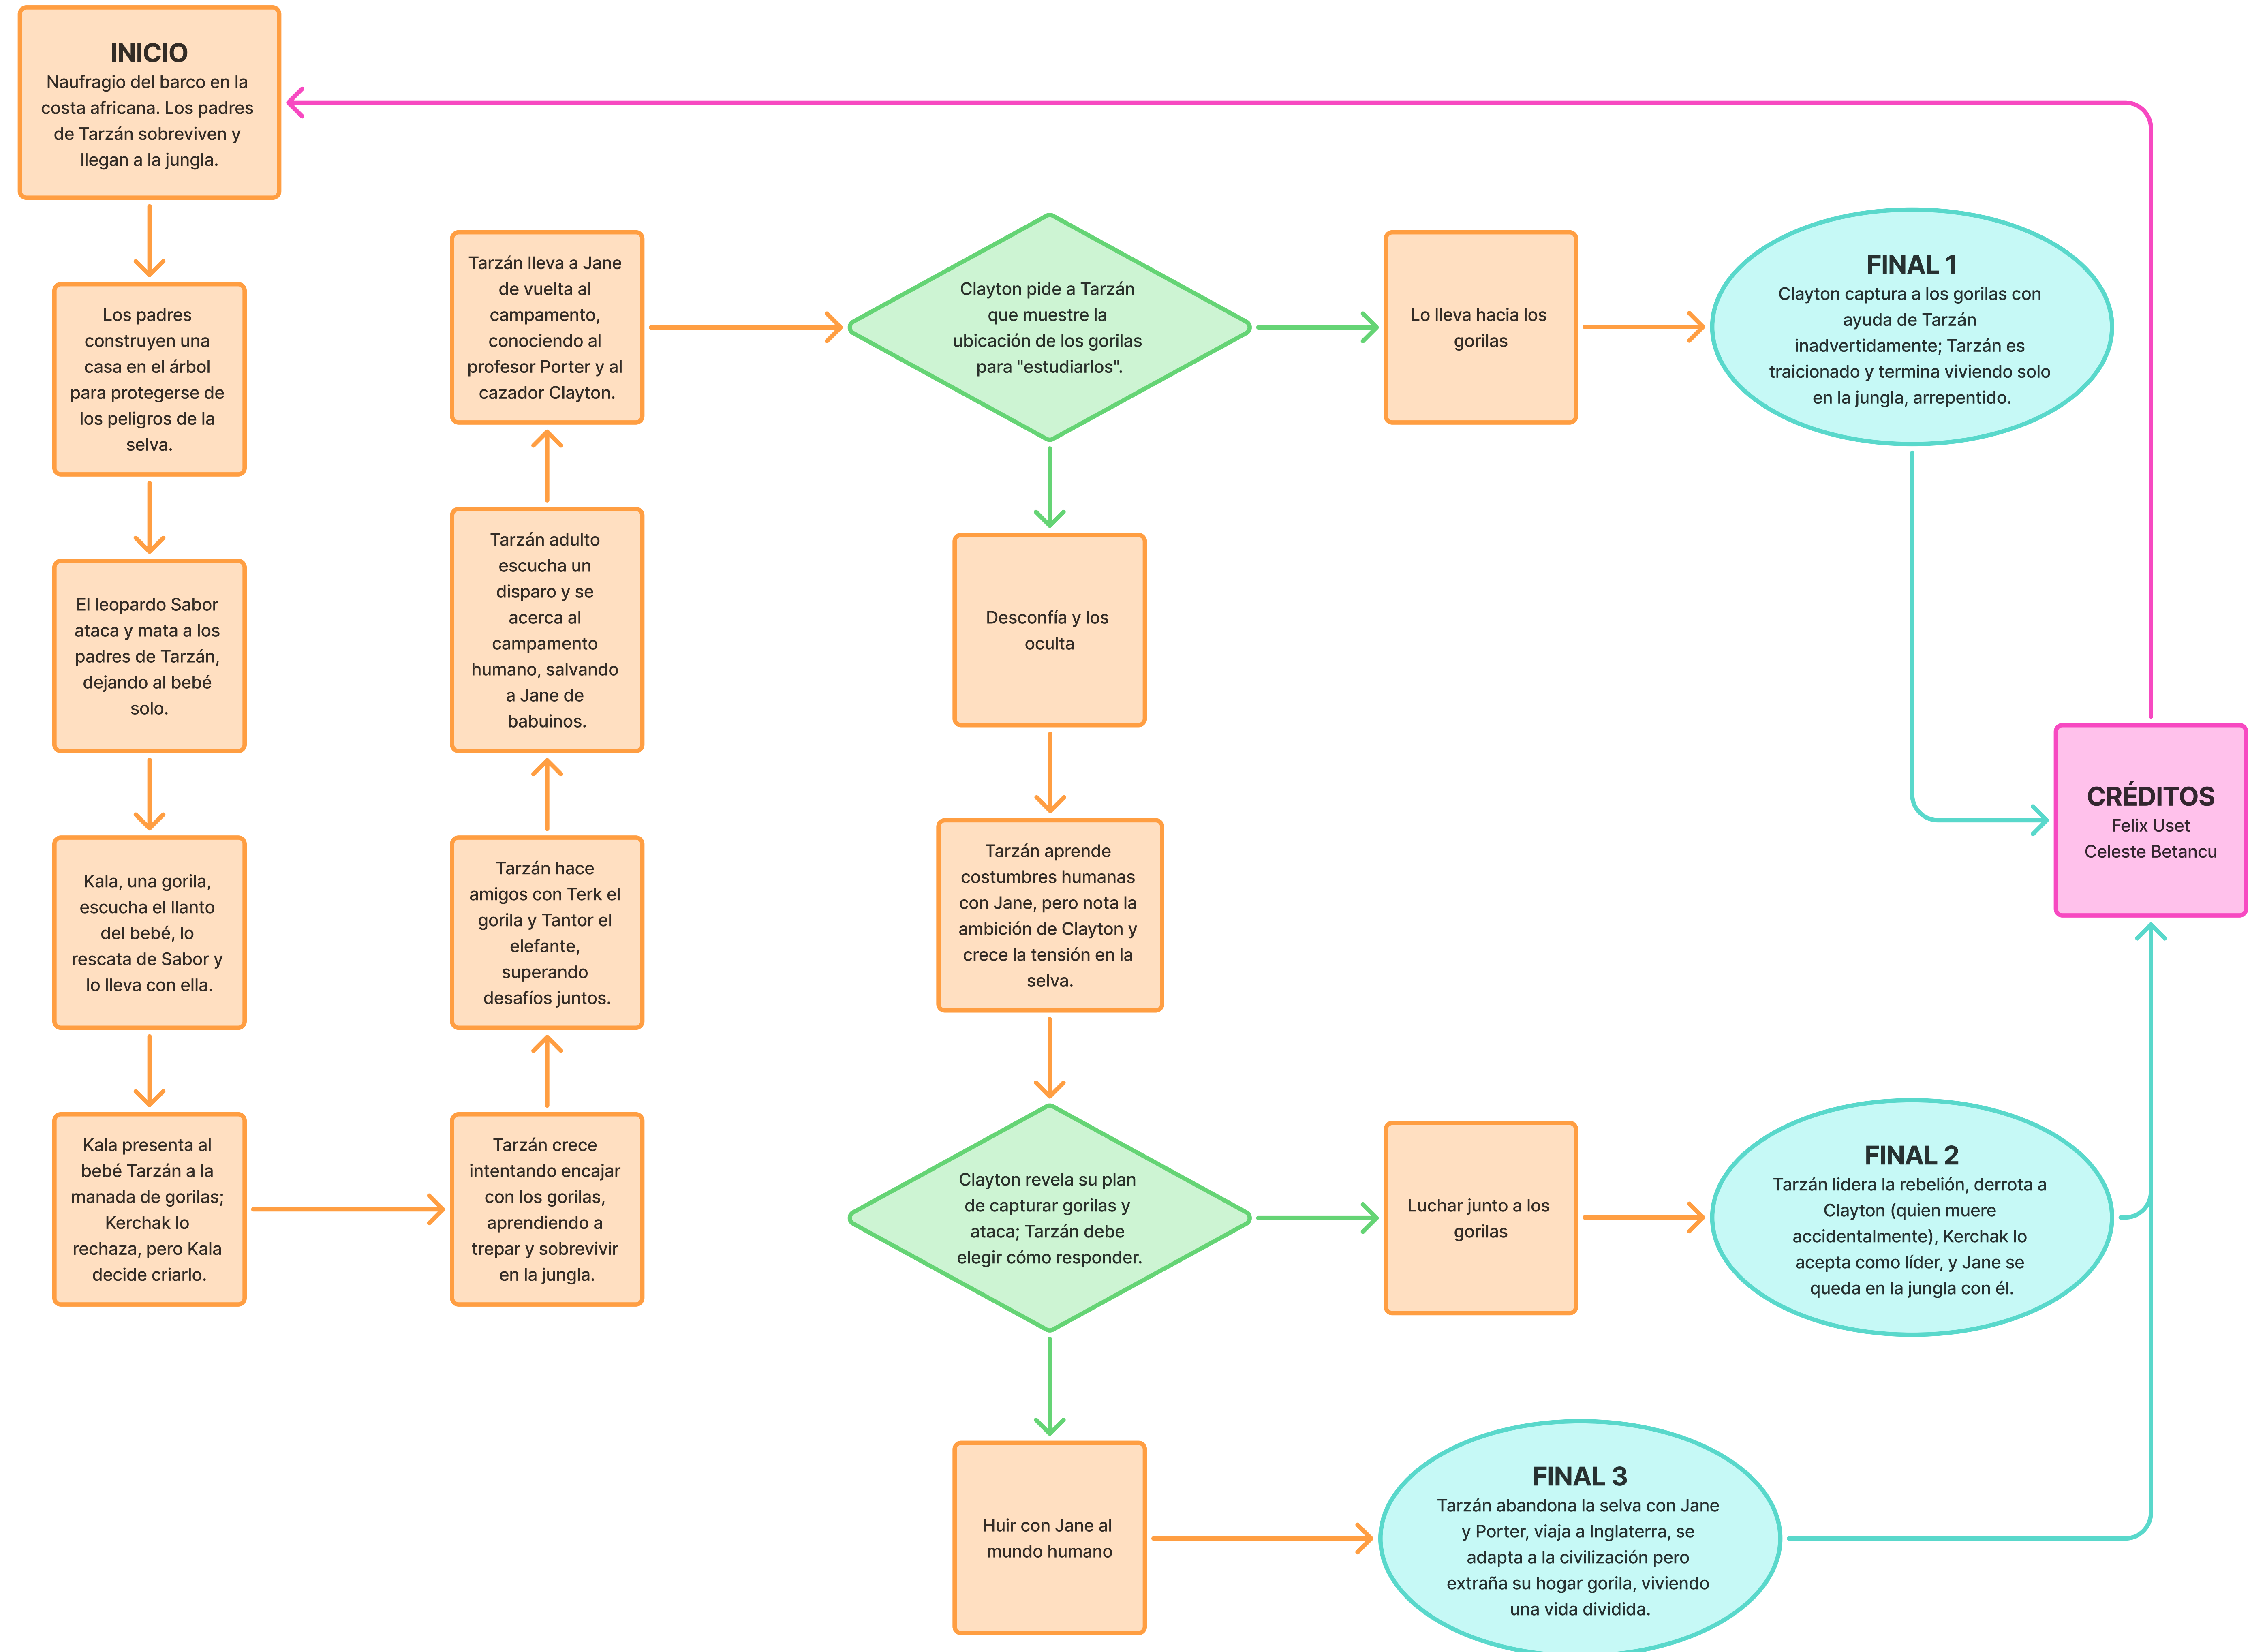 INICIO
Naufragio del barco en la
costa africana. Los padres
de Tarzán sobreviven y
llegan a la jungla.
Los padres
construyen una
casa en el árbol
para protegerse de
los peligros de la
selva.
El leopardo Sabor
ataca y mata a los
padres de Tarzán,
dejando al bebé
solo.
Kala, una gorila,
escucha el llanto
del bebé, lo
rescata de Sabor y
lo lleva con ella.
Kala presenta al
bebé Tarzán a la
manada de gorilas;
Kerchak lo
rechaza, pero Kala
decide criarlo.
Tarzán crece
intentando encajar
con los gorilas,
aprendiendo a
trepar y sobrevivir
en la jungla.
Tarzán hace
amigos con Terk el
gorila y Tantor el
elefante,
superando
desafíos juntos.
Tarzán adulto
escucha un
disparo y se
acerca al
campamento
humano, salvando
a Jane de
babuinos.
Tarzán lleva a Jane
de vuelta al
campamento,
conociendo al
profesor Porter y al
cazador Clayton.
Clayton pide a Tarzán
que muestre la
ubicación de los gorilas
para "estudiarlos".
Lo lleva hacia los
gorilas
FINAL 1
Clayton captura a los gorilas con
ayuda de Tarzán
inadvertidamente; Tarzán es
traicionado y termina viviendo solo
en la jungla, arrepentido.
Desconfía y los
oculta
Tarzán aprende
costumbres humanas
con Jane, pero nota la
ambición de Clayton y
crece la tensión en la
selva.
Clayton revela su plan
de capturar gorilas y
ataca; Tarzán debe
elegir cómo responder.
Luchar junto a los
gorilas
FINAL 2
Tarzán lidera la rebelión, derrota a
Clayton (quien muere
accidentalmente), Kerchak lo
acepta como líder, y Jane se
queda en la jungla con él.
Huir con Jane al
mundo humano
FINAL 3
Tarzán abandona la selva con Jane
y Porter, viaja a Inglaterra, se
adapta a la civilización pero
extraña su hogar gorila, viviendo
una vida dividida.
CRÉDITOS
Felix Uset
Celeste Betancu